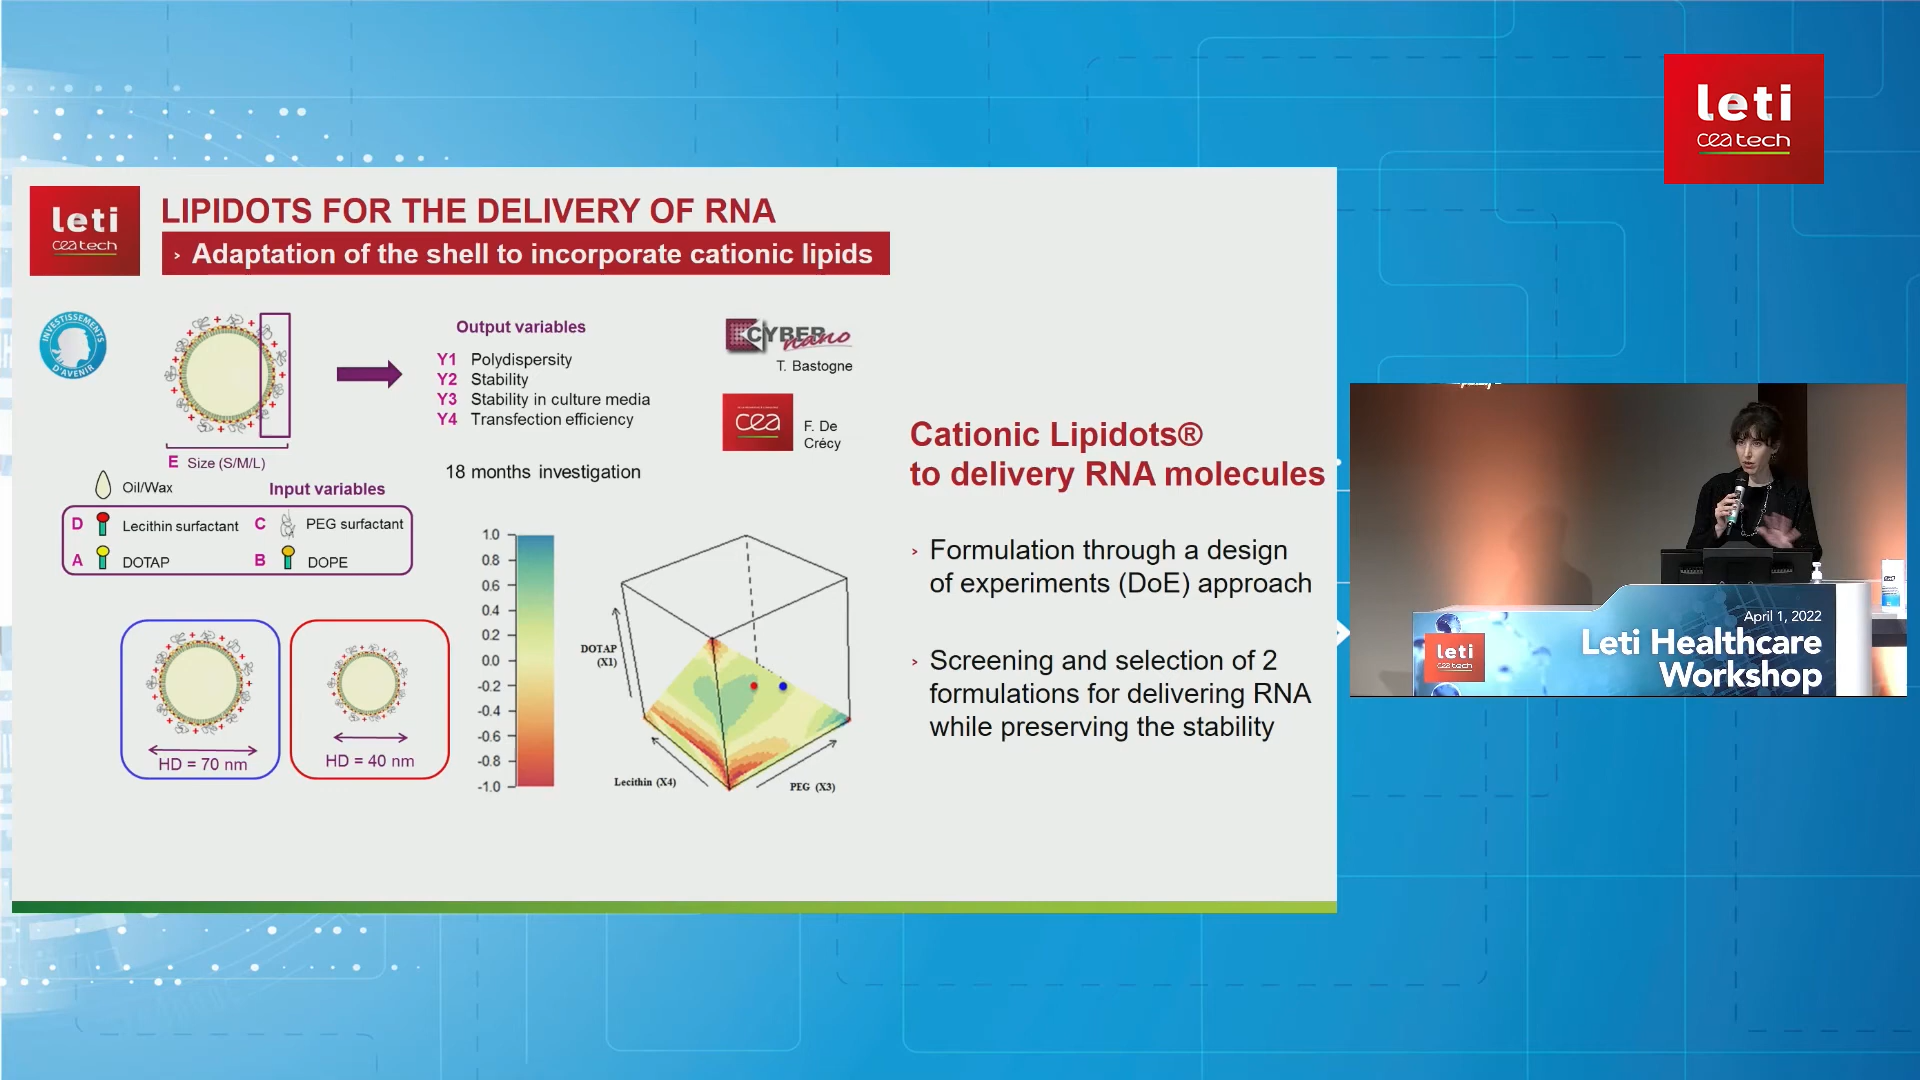 leti
cea tech
leti
cea tech
LIPIDOTS FOR THE DELIVERY OF RNA
› Adaptation of the shell to incorporate cationic lipids
INVESTISSEMENTS
D'AVENIR
E Size (S/M/L)
Oil/Wax
Input variables
D Lecithin surfactant C PEG surfactant
A DOTAP B DOPE
Output variables
Y1 Polydispersity
Y2 Stability
Y3 Stability in culture media
Y4 Transfection efficiency
18 months investigation
CYBER
nano
T. Bastogne
cea
F. De
Crécy
HD = 70 nm
HD = 40 nm
1.0
0.8
0.6
0.4
0.2
0.0
-0.2
-0.4
-0.6
-0.8
-1.0
DOTAP
(X1)
Lecithin (X4)
PEG (X3)
Cationic Lipidots®
to delivery RNA molecules
› Formulation through a design
of experiments (DoE) approach
› Screening and selection of 2
formulations for delivering RNA
while preserving the stability
April 1, 2022
leti
cea tech
Leti Healthcare
Workshop